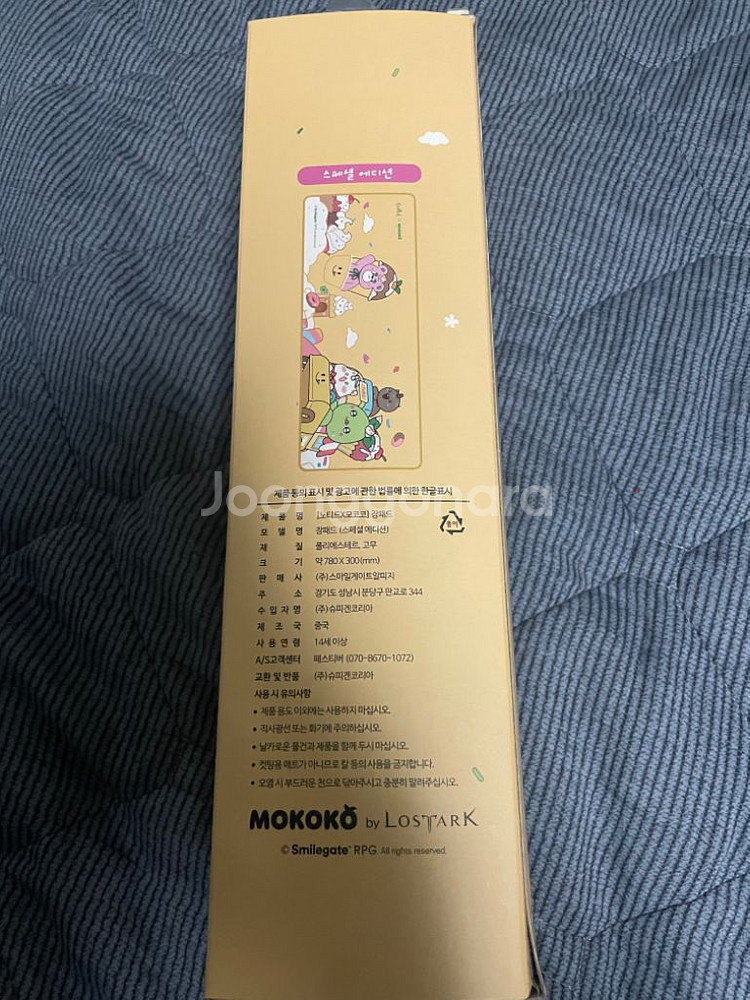 스페셜 에디션
제품 등의 표시 및 광고에 관한 법률에 의한 한글표시
제 품 명 [노티드X모코코] 장패드
모 델 명 장패드 (스페셜 에디션)
재 질 폴리에스테르, 고무
크 기 약 780 X 300(mm)
판 매 사 (주)스마일게이트알피지
주 소 경기도 성남시 분당구 판교로 344
수 입 자 명 (주)슈피겐코리아
제 조 국 중국
사 용 연 령 14세 이상
A/S고객센터 떼스티버 (070-8670-1072)
교환 및 반품 (주)슈피겐코리아
사용 시 유의사항
• 제품 용도 이외에는 사용하지 마십시오.
• 직사광선 또는 화기에 주의하십시오.
• 날카로운 물건과 제품을 함께 두시 마십시오.
• 컷팅용 매트가 아니므로 칼 등의 사용을 금지합니다.
• 오염 시 부드러운 천으로 닦아주시고 충분히 말려주십시오.
MOKOKO by LOSTARK
© Smilegate RPG. All rights reserved.
Joonggonara